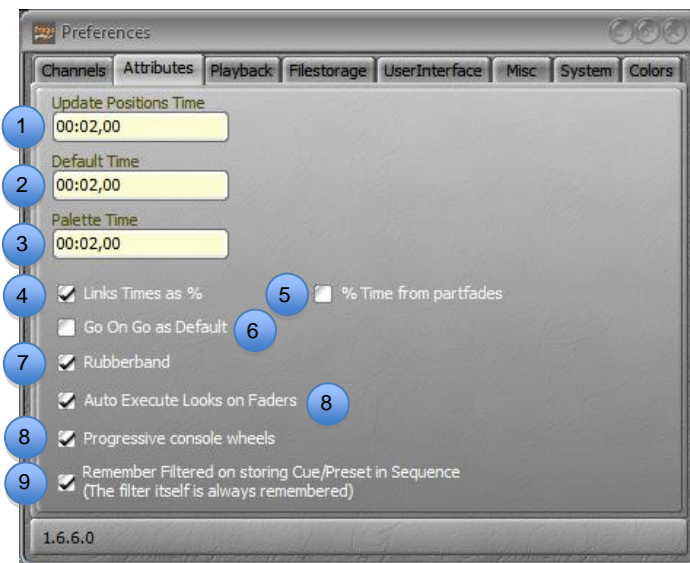 Preferences
Channels Attributes Playback Filestorage UserInterface Misc System Colors
Update Positions Time
1 00:02,00
Default Time
2 00:02,00
Palette Time
3 00:02,00
4 Links Times as % 5 % Time from partfades
Go On Go as Default 6
7 Rubberband
Auto Execute Looks on Faders 8
8 Progressive console wheels
9 Remember Filtered on storing Cue/Preset in Sequence
(The filter itself is always remembered)
1.6.6.0